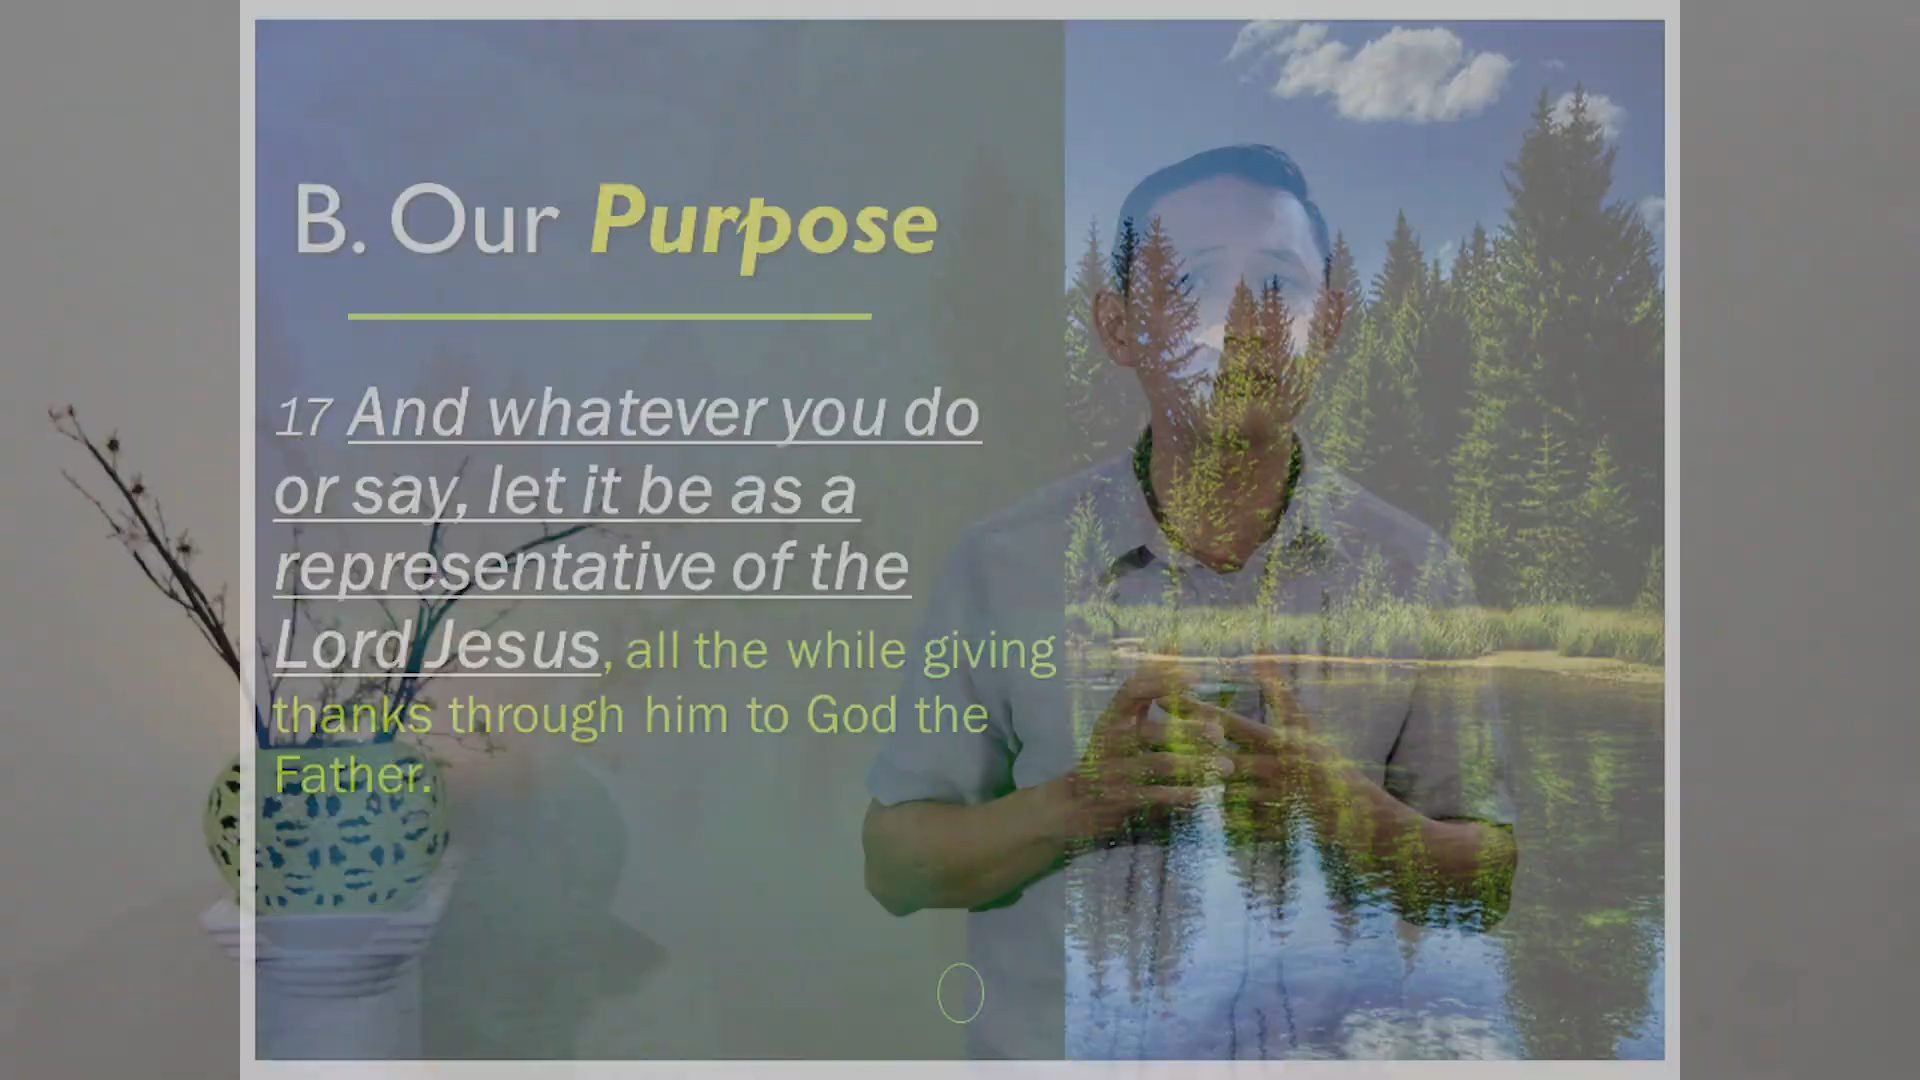 B. Our Purpose
17 And whatever you do
or say, let it be as a
representative of the
Lord Jesus, all the while giving
thanks through him to God the
Father.